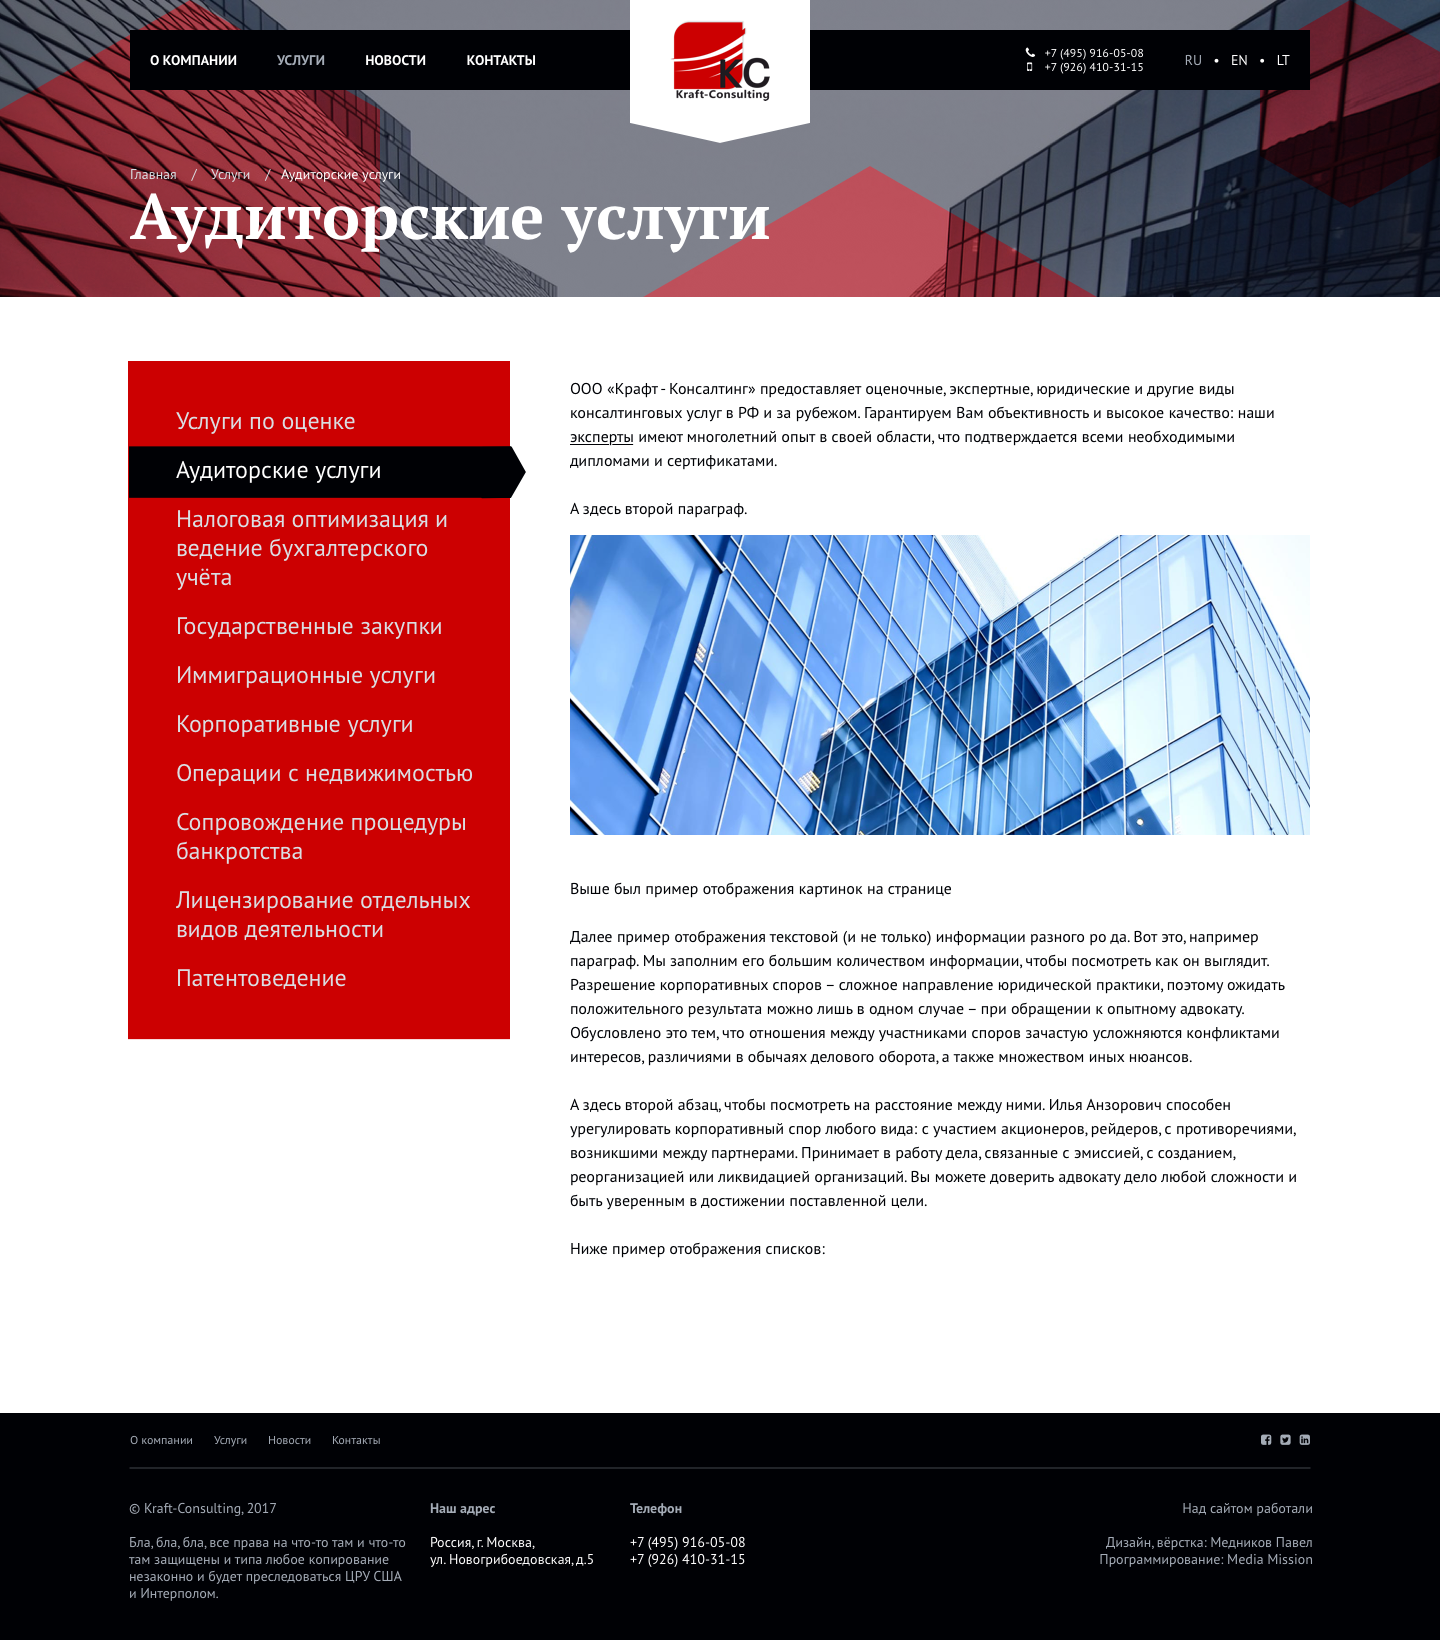 О КОМПАНИИ УСЛУГИ НОВОСТИ КОНТАКТЫ
КС
Kraft-Consulting
+7 (495) 916-05-08
+7 (926) 410-31-15
RU • EN • LT
Главная / Услуги / Аудиторские услуги
Аудиторские услуги
Услуги по оценке
Аудиторские услуги
Налоговая оптимизация и
ведение бухгалтерского
учёта
Государственные закупки
Иммиграционные услуги
Корпоративные услуги
Операции с недвижимостью
Сопровождение процедуры
банкротства
Лицензирование отдельных
видов деятельности
Патентоведение
ООО «Крафт - Консалтинг» предоставляет оценочные, экспертные, юридические и другие виды
консалтинговых услуг в РФ и за рубежом. Гарантируем Вам объективность и высокое качество: наши
эксперты имеют многолетний опыт в своей области, что подтверждается всеми необходимыми
дипломами и сертификатами.
А здесь второй параграф.
Выше был пример отображения картинок на странице
Далее пример отображения текстовой (и не только) информации разного ро да. Вот это, например
параграф. Мы заполним его большим количеством информации, чтобы посмотреть как он выглядит.
Разрешение корпоративных споров – сложное направление юридической практики, поэтому ожидать
положительного результата можно лишь в одном случае – при обращении к опытному адвокату.
Обусловлено это тем, что отношения между участниками споров зачастую усложняются конфликтами
интересов, различиями в обычаях делового оборота, а также множеством иных нюансов.
А здесь второй абзац, чтобы посмотреть на расстояние между ними. Илья Анзорович способен
урегулировать корпоративный спор любого вида: с участием акционеров, рейдеров, с противоречиями,
возникшими между партнерами. Принимает в работу дела, связанные с эмиссией, с созданием,
реорганизацией или ликвидацией организаций. Вы можете доверить адвокату дело любой сложности и
быть уверенным в достижении поставленной цели.
Ниже пример отображения списков:
О компании Услуги Новости Контакты
© Kraft-Consulting, 2017
Бла, бла, бла, все права на что-то там и что-то
там защищены и типа любое копирование
незаконно и будет преследоваться ЦРУ США
и Интерполом.
Наш адрес
Россия, г. Москва,
ул. Новогрибоедовская, д.5
Телефон
+7 (495) 916-05-08
+7 (926) 410-31-15
Над сайтом работали
Дизайн, вёрстка: Медников Павел
Программирование: Media Mission